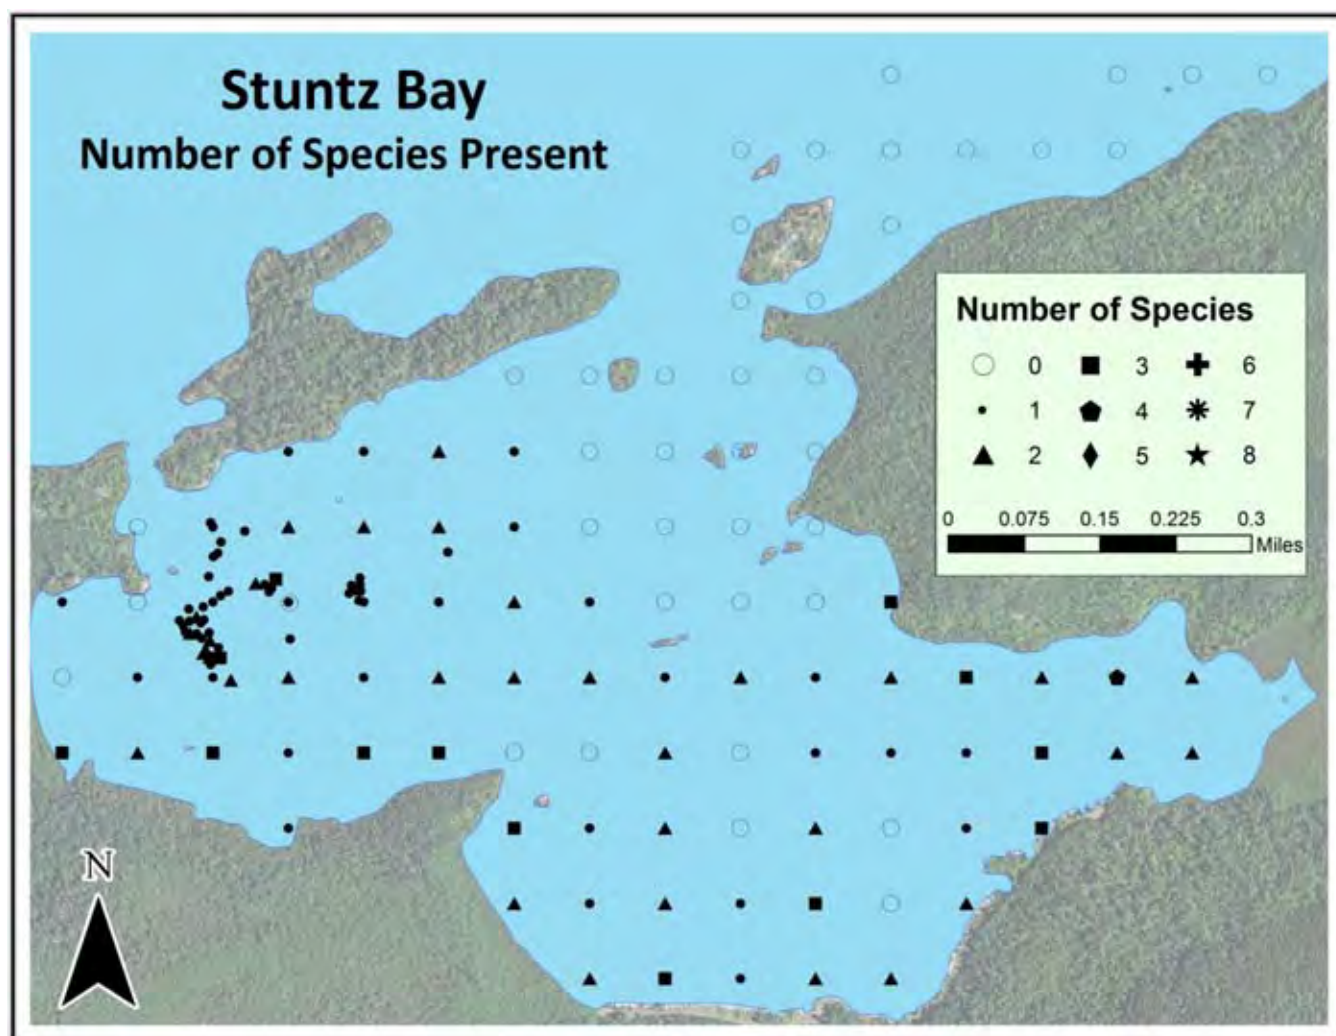 Stuntz Bay
Number of Species Present
Number of Species
0 3 6
1 4 7
2 5 8
0 0.075 0.15 0.225 0.3
Miles
N